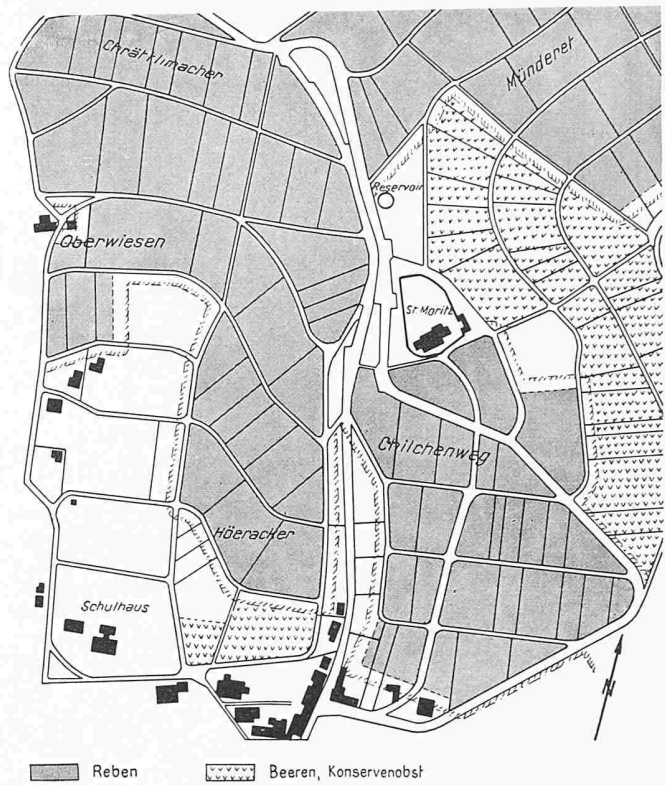 Chrättlimacher
Münderet
Reservoir
Oberwiesen
St. Moritz
Chilchenweg
Höeracker
Schulhaus
N
Reben
Beeren, Konservenobst